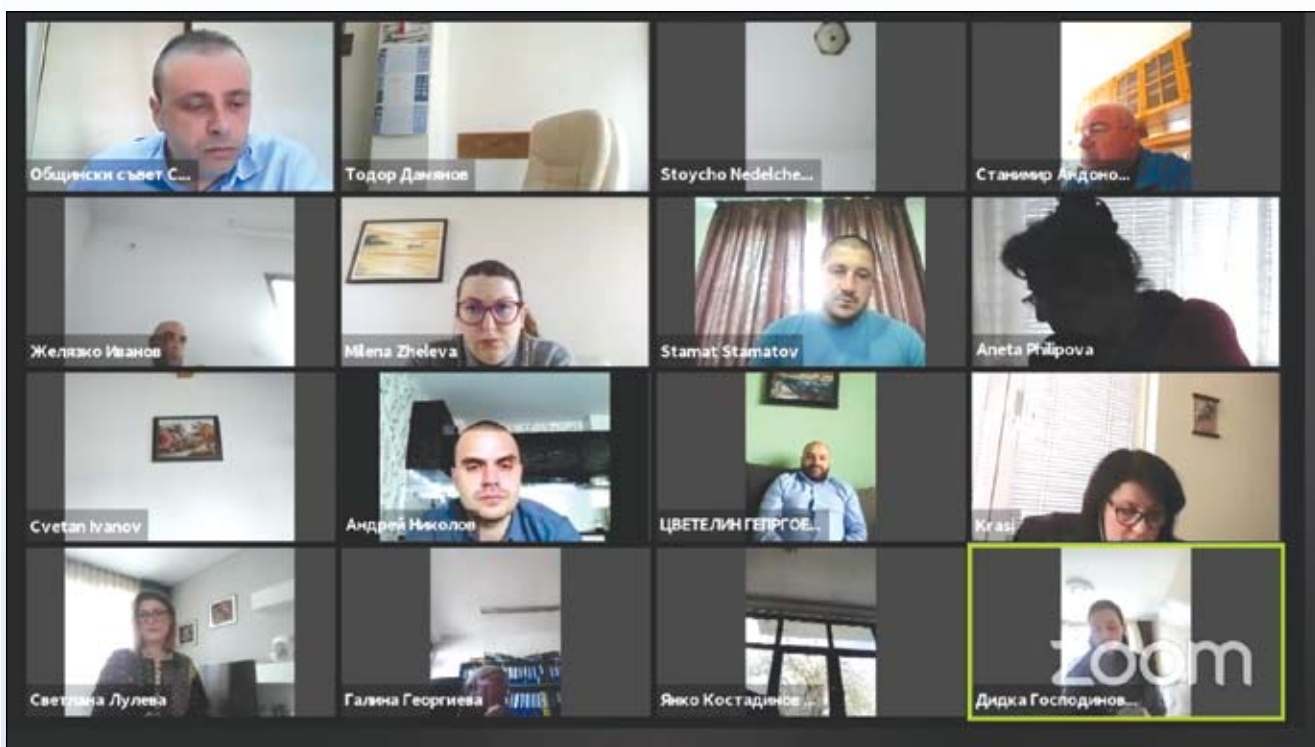 Общински съвет С...
Тодор Дамянов
Stoycho Nedelche...
Станимир Андоно...
Желязко Иванов
Milena Zheleva
Stamat Stamatov
Aneta Philipova
Cvetan Ivanov
Андрей Николов
ЦВЕТЕЛИН ГЕПРГОЕ...
Krasi
Светлана Лулева
Галина Георгиева
Янко Костадинов ...
Дидка Господинов...
zoom